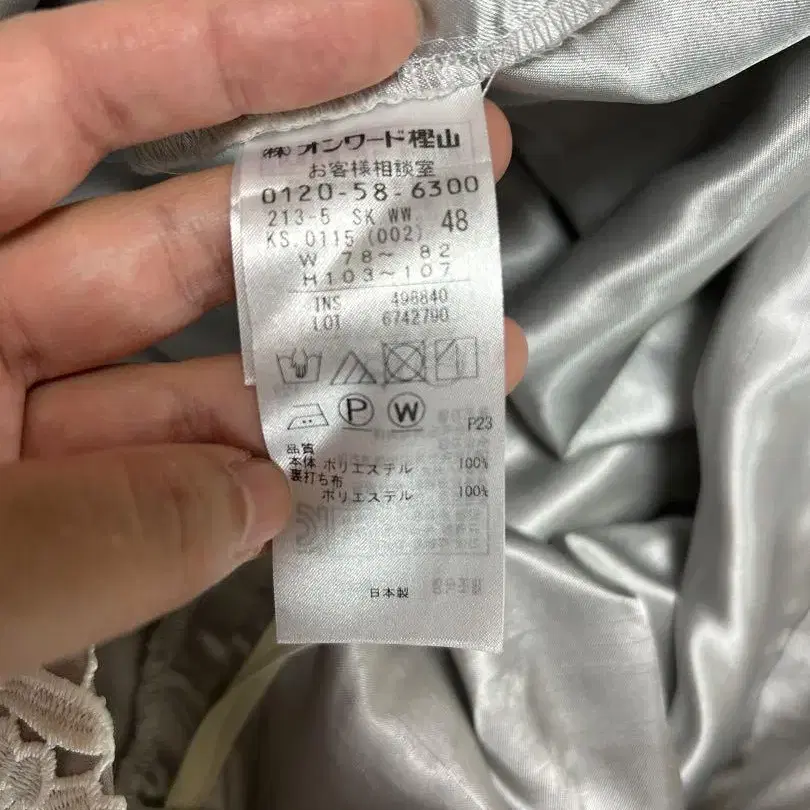 ㈱オンワード樫山
お客様相談室
0120-58-6300
213-5 SK WW 48
KS.0115 (002)
W 78～ 82
H103～107
INS 498840
LOT 6742790
P W
P23
品質
本体 ポリエステル 100%
裏打ち布
ポリエステル 100%
日本製